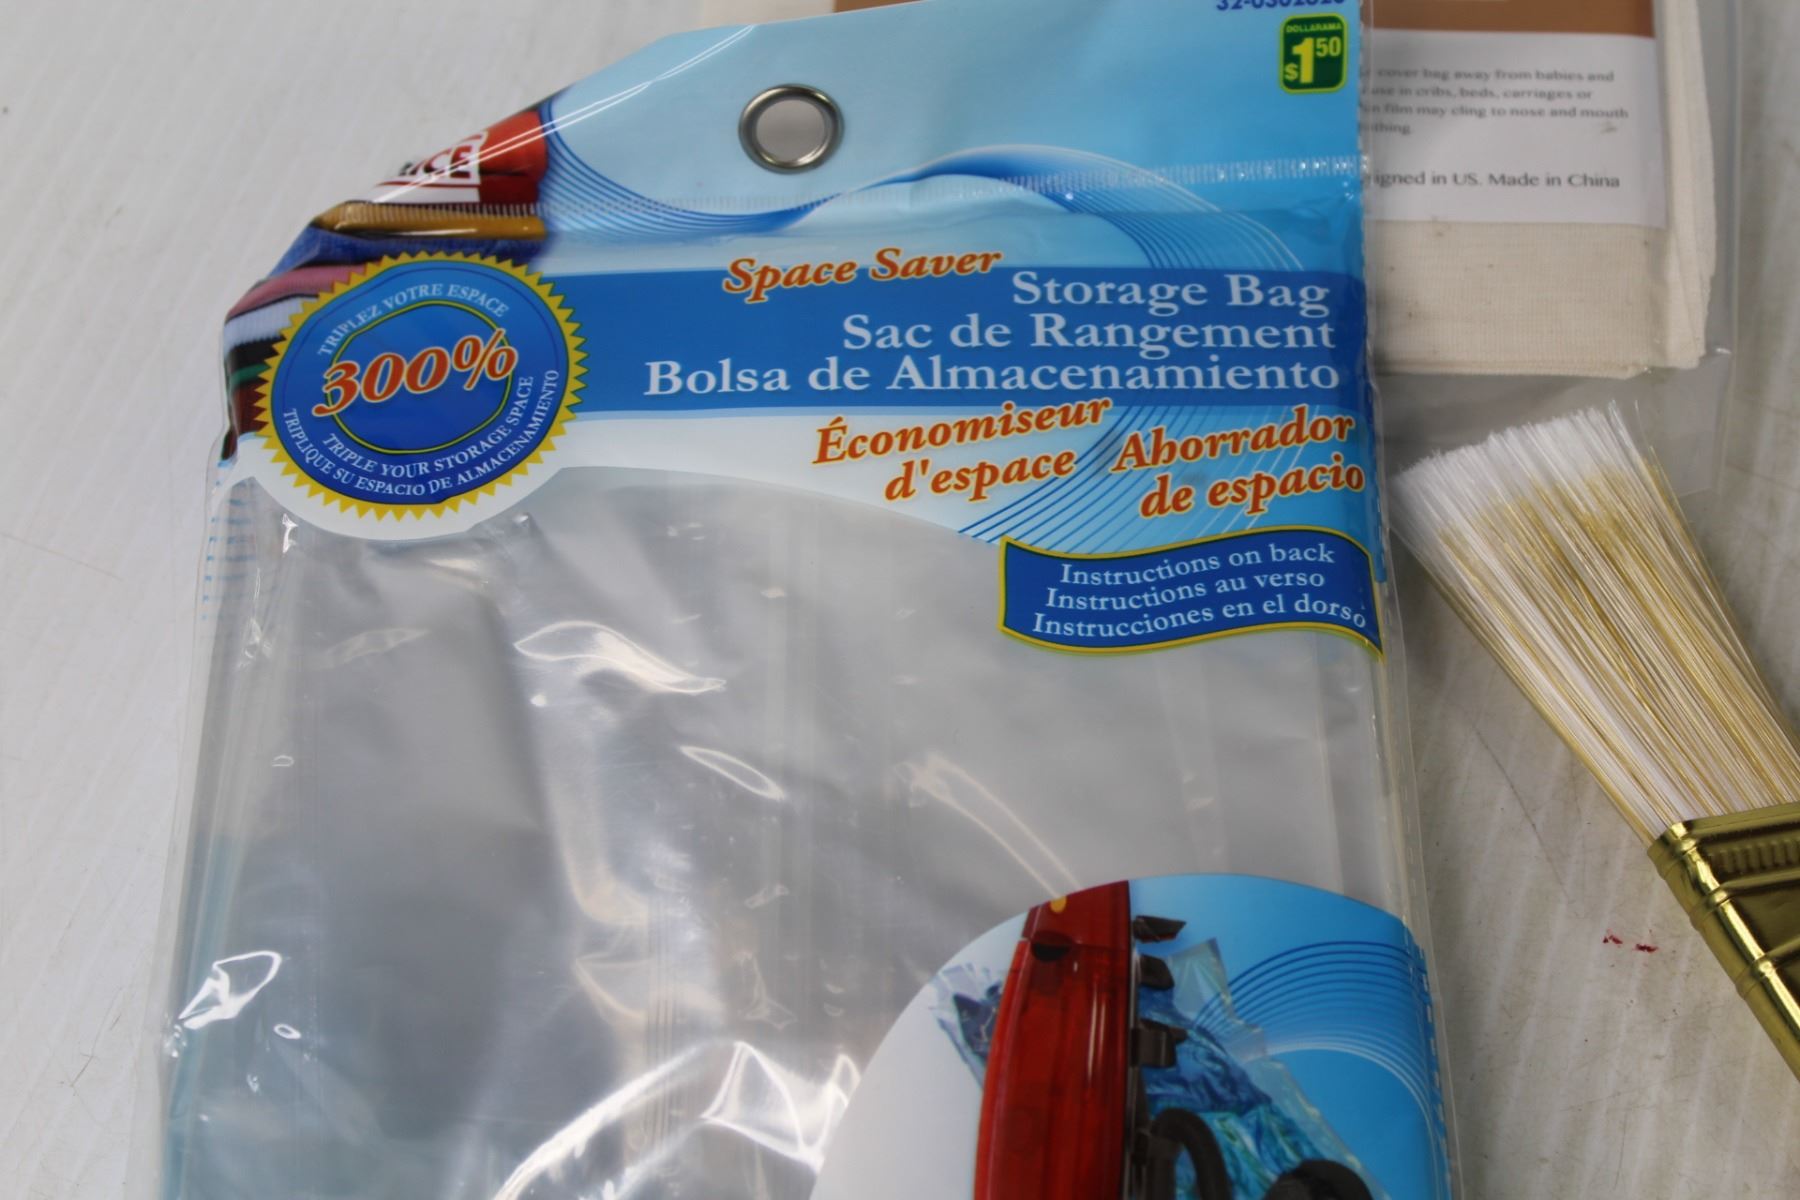 DOLLARAMA
$1.50
300%
TRIPLEZ VOTRE ESPACE
TRIPLE YOUR STORAGE SPACE
TRIPLIQUE SU ESPACIO DE ALMACENAMIENTO
Space Saver
Storage Bag
Sac de Rangement
Bolsa de Almacenamiento
Économiseur
d'espace
Ahorrador
de espacio
Instructions on back
Instructions au verso
Instrucciones en el dorso
cover bag away from babies and
use in cribs, beds, carriages or
film may cling to nose and mouth
in US. Made in China